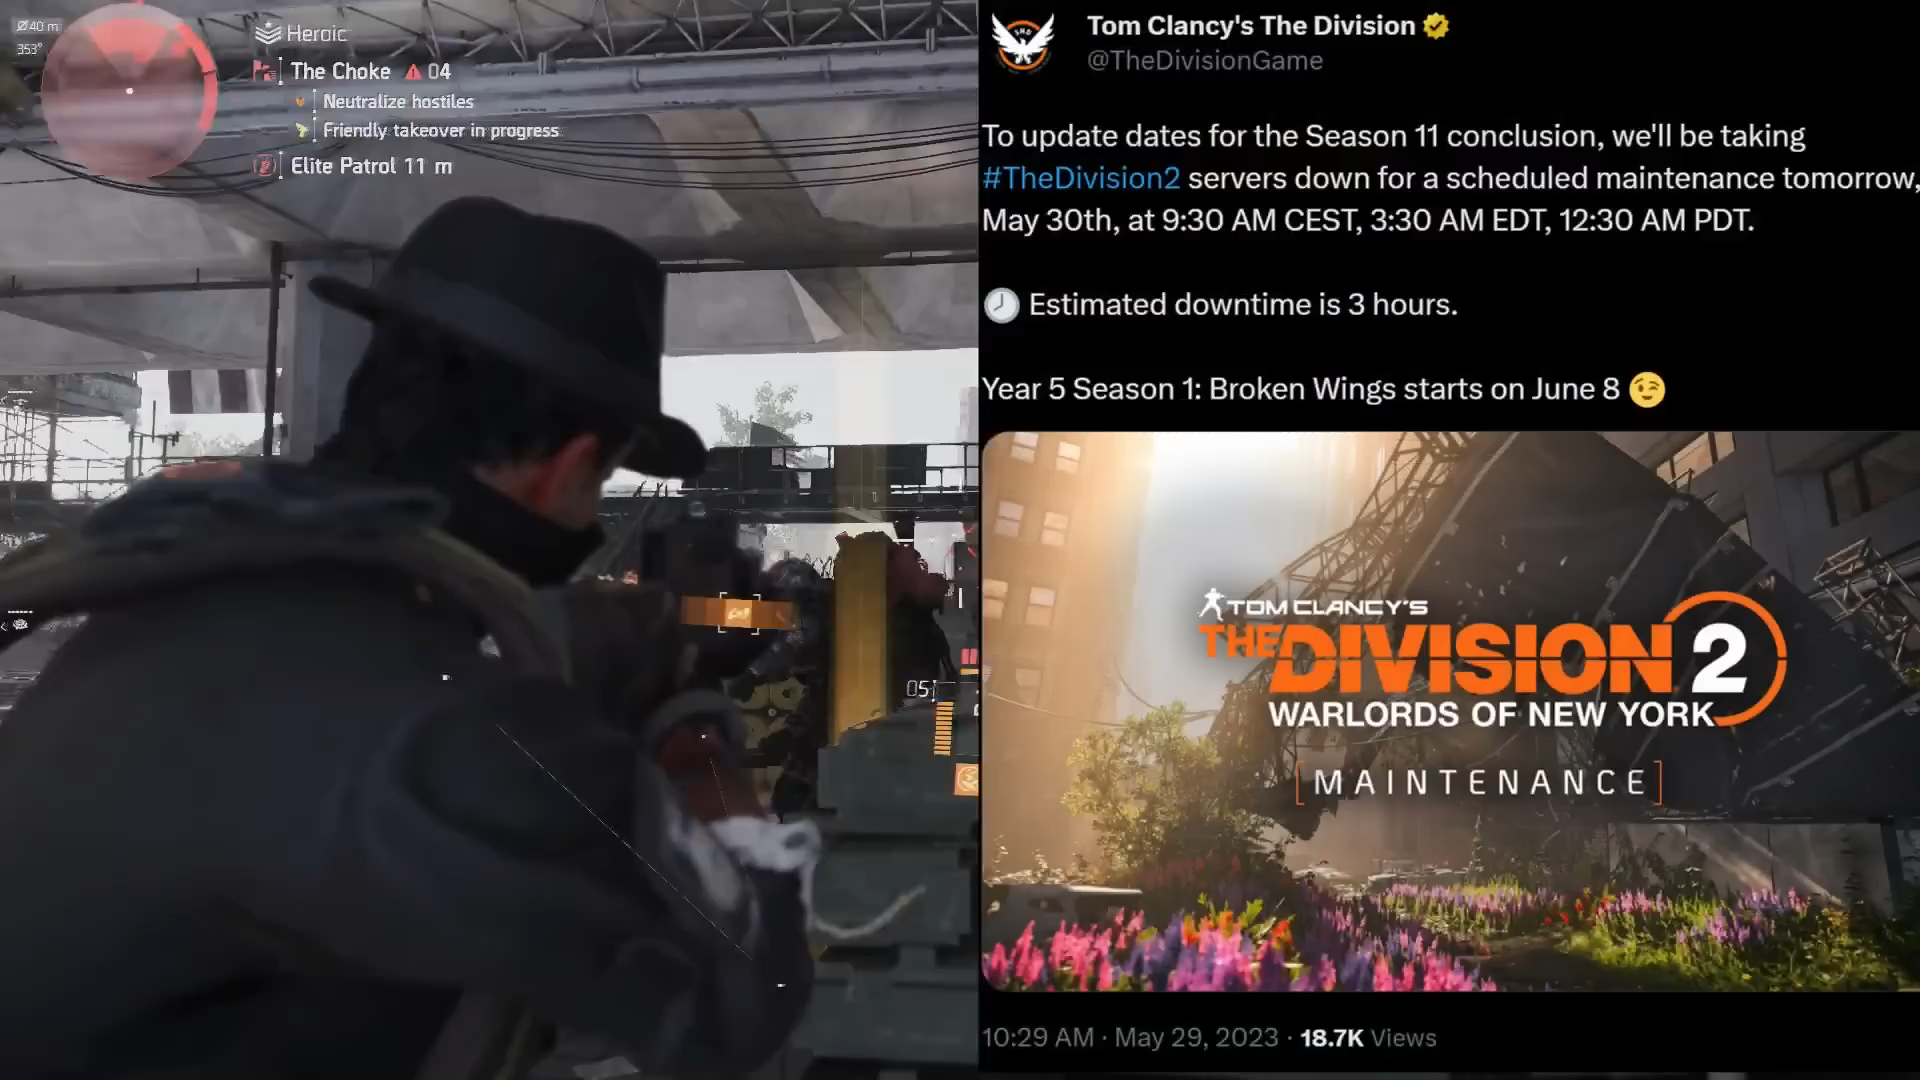 40 m
353°
Heroic
The Choke 04
Neutralize hostiles
Friendly takeover in progress
Elite Patrol 11 m
05
Tom Clancy's The Division
@TheDivisionGame
To update dates for the Season 11 conclusion, we'll be taking
#TheDivision2 servers down for a scheduled maintenance tomorrow,
May 30th, at 9:30 AM CEST, 3:30 AM EDT, 12:30 AM PDT.
Estimated downtime is 3 hours.
Year 5 Season 1: Broken Wings starts on June 8 😉
TOM CLANCY'S
THE DIVISION 2
WARLORDS OF NEW YORK
[MAINTENANCE]
10:29 AM · May 29, 2023 · 18.7K Views